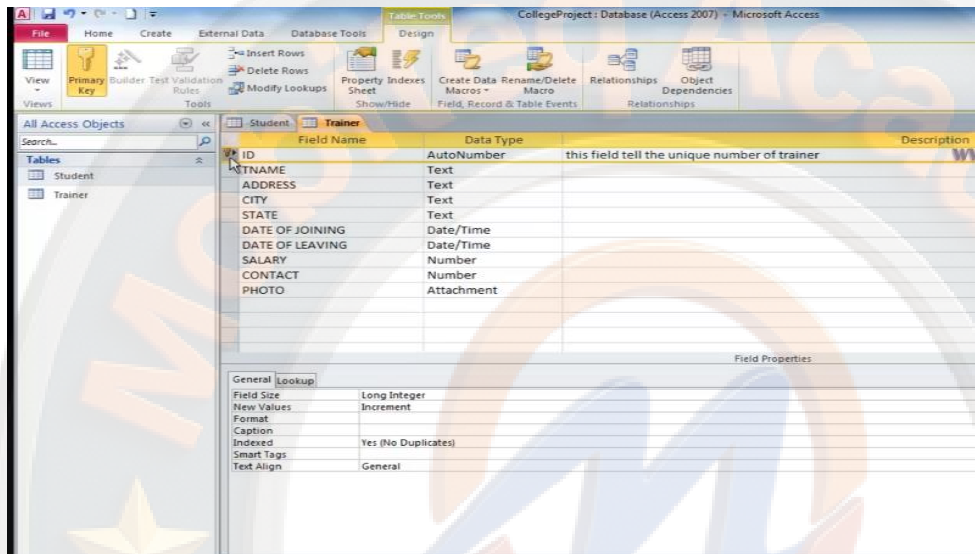 Table Tools CollegeProject : Database (Access 2007) - Microsoft Access
File Home Create External Data Database Tools Design
View
Primary Key
Builder
Test Validation Rules
Insert Rows
Delete Rows
Modify Lookups
Property Sheet
Indexes
Create Data Macros
Rename/Delete Macro
Relationships
Object Dependencies
Views Tools Show/Hide Field, Record & Table Events Relationships
All Access Objects
Search...
Tables
Student
Trainer
Student Trainer
Field Name Data Type Description
ID AutoNumber this field tell the unique number of trainer
TNAME Text
ADDRESS Text
CITY Text
STATE Text
DATE OF JOINING Date/Time
DATE OF LEAVING Date/Time
SALARY Number
CONTACT Number
PHOTO Attachment
Field Properties
General Lookup
Field Size Long Integer
New Values Increment
Format
Caption
Indexed Yes (No Duplicates)
Smart Tags
Text Align General